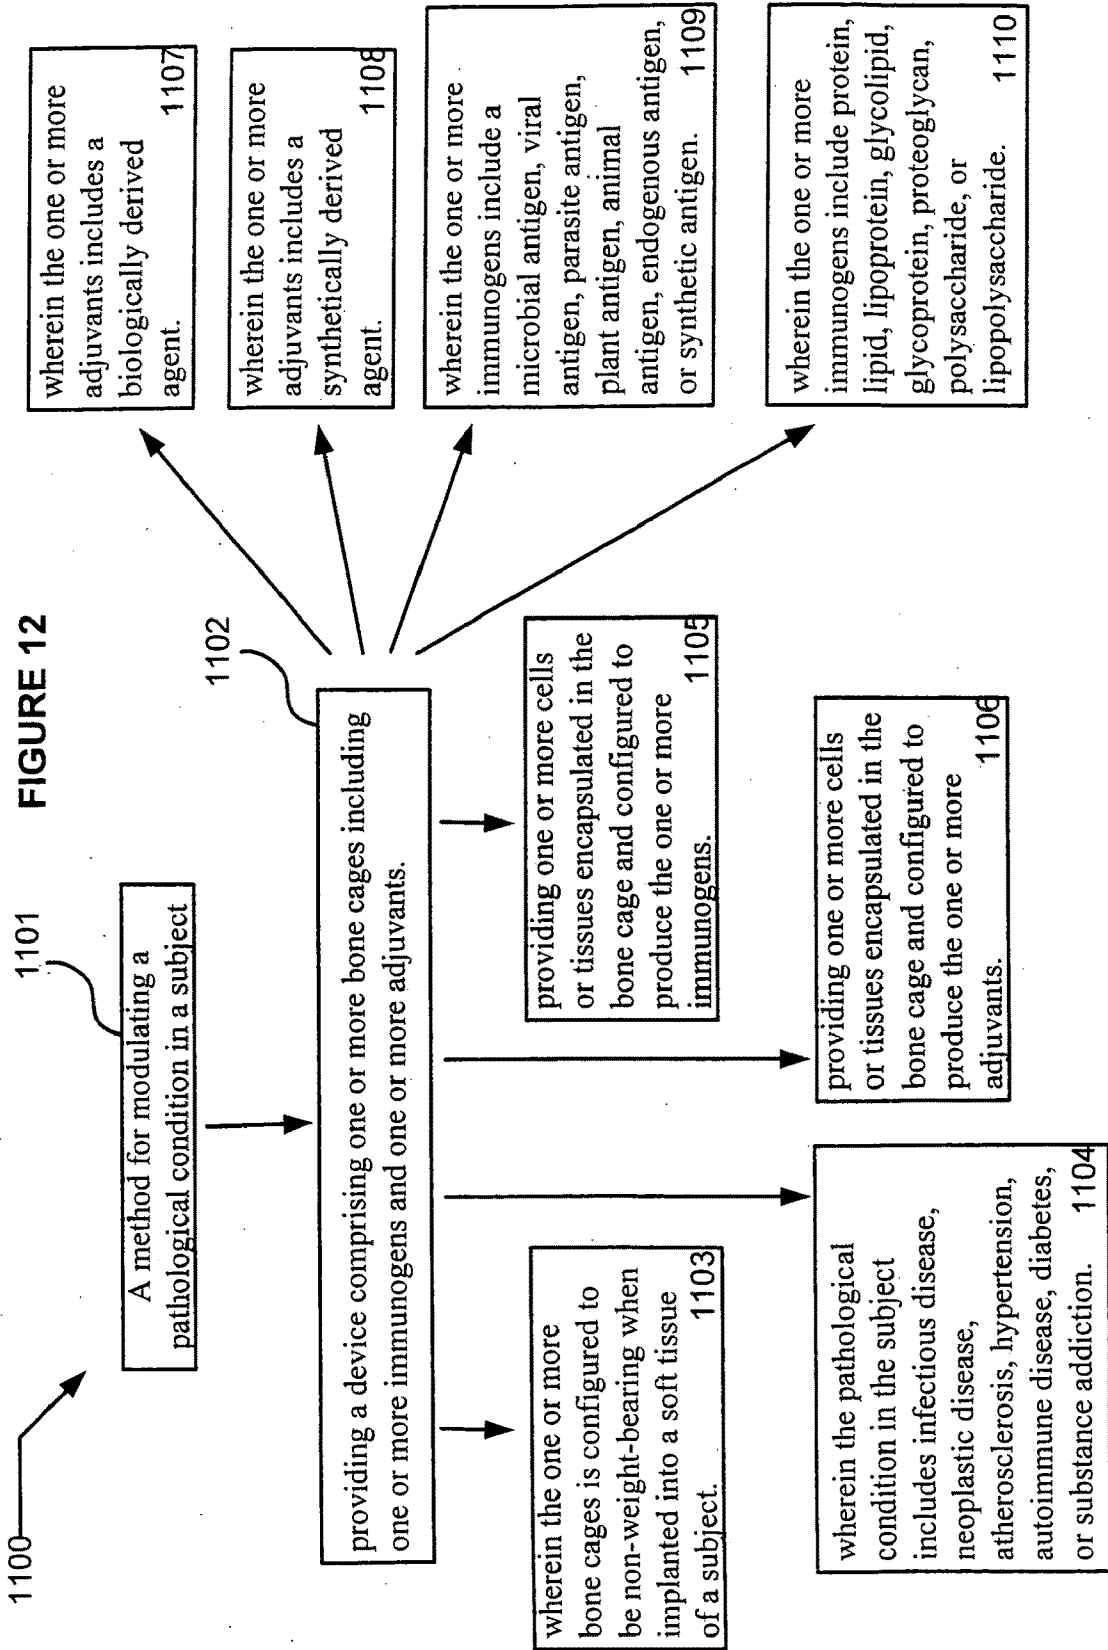 FIGURE 12
1100
1101
A method for modulating a
pathological condition in a subject
1102
providing a device comprising one or more bone cages including
one or more immunogens and one or more adjuvants.
wherein the one or more
bone cages is configured to
be non-weight-bearing when
implanted into a soft tissue
of a subject. 1103
wherein the pathological
condition in the subject
includes infectious disease,
neoplastic disease,
atherosclerosis, hypertension,
autoimmune disease, diabetes,
or substance addiction. 1104
providing one or more cells
or tissues encapsulated in the
bone cage and configured to
produce the one or more
immunogens. 1105
providing one or more cells
or tissues encapsulated in the
bone cage and configured to
produce the one or more
adjuvants. 1106
wherein the one or more
adjuvants includes a
biologically derived
agent. 1107
wherein the one or more
adjuvants includes a
synthetically derived
agent. 1108
wherein the one or more
immunogens include a
microbial antigen, viral
antigen, parasite antigen,
plant antigen, animal
antigen, endogenous antigen,
or synthetic antigen. 1109
wherein the one or more
immunogens include protein,
lipid, lipoprotein, glycolipid,
glycoprotein, proteoglycan,
polysaccharide, or
lipopolysaccharide. 1110